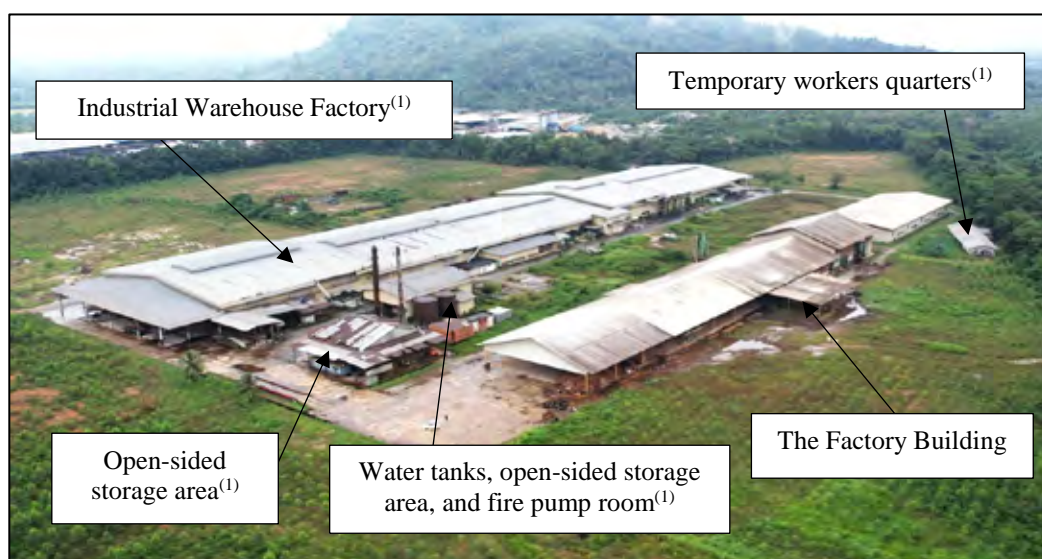 Industrial Warehouse Factory(1)
Temporary workers quarters(1)
Open-sided
storage area(1)
Water tanks, open-sided storage
area, and fire pump room(1)
The Factory Building